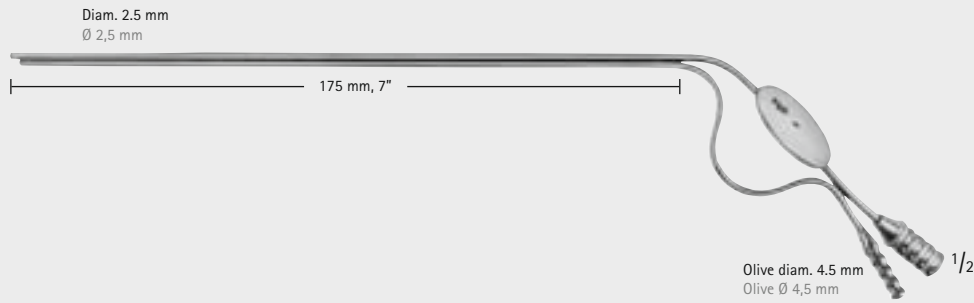 Diam. 2.5 mm
Ø 2,5 mm
175 mm, 7”
1/2
Olive diam. 4.5 mm
Olive Ø 4,5 mm